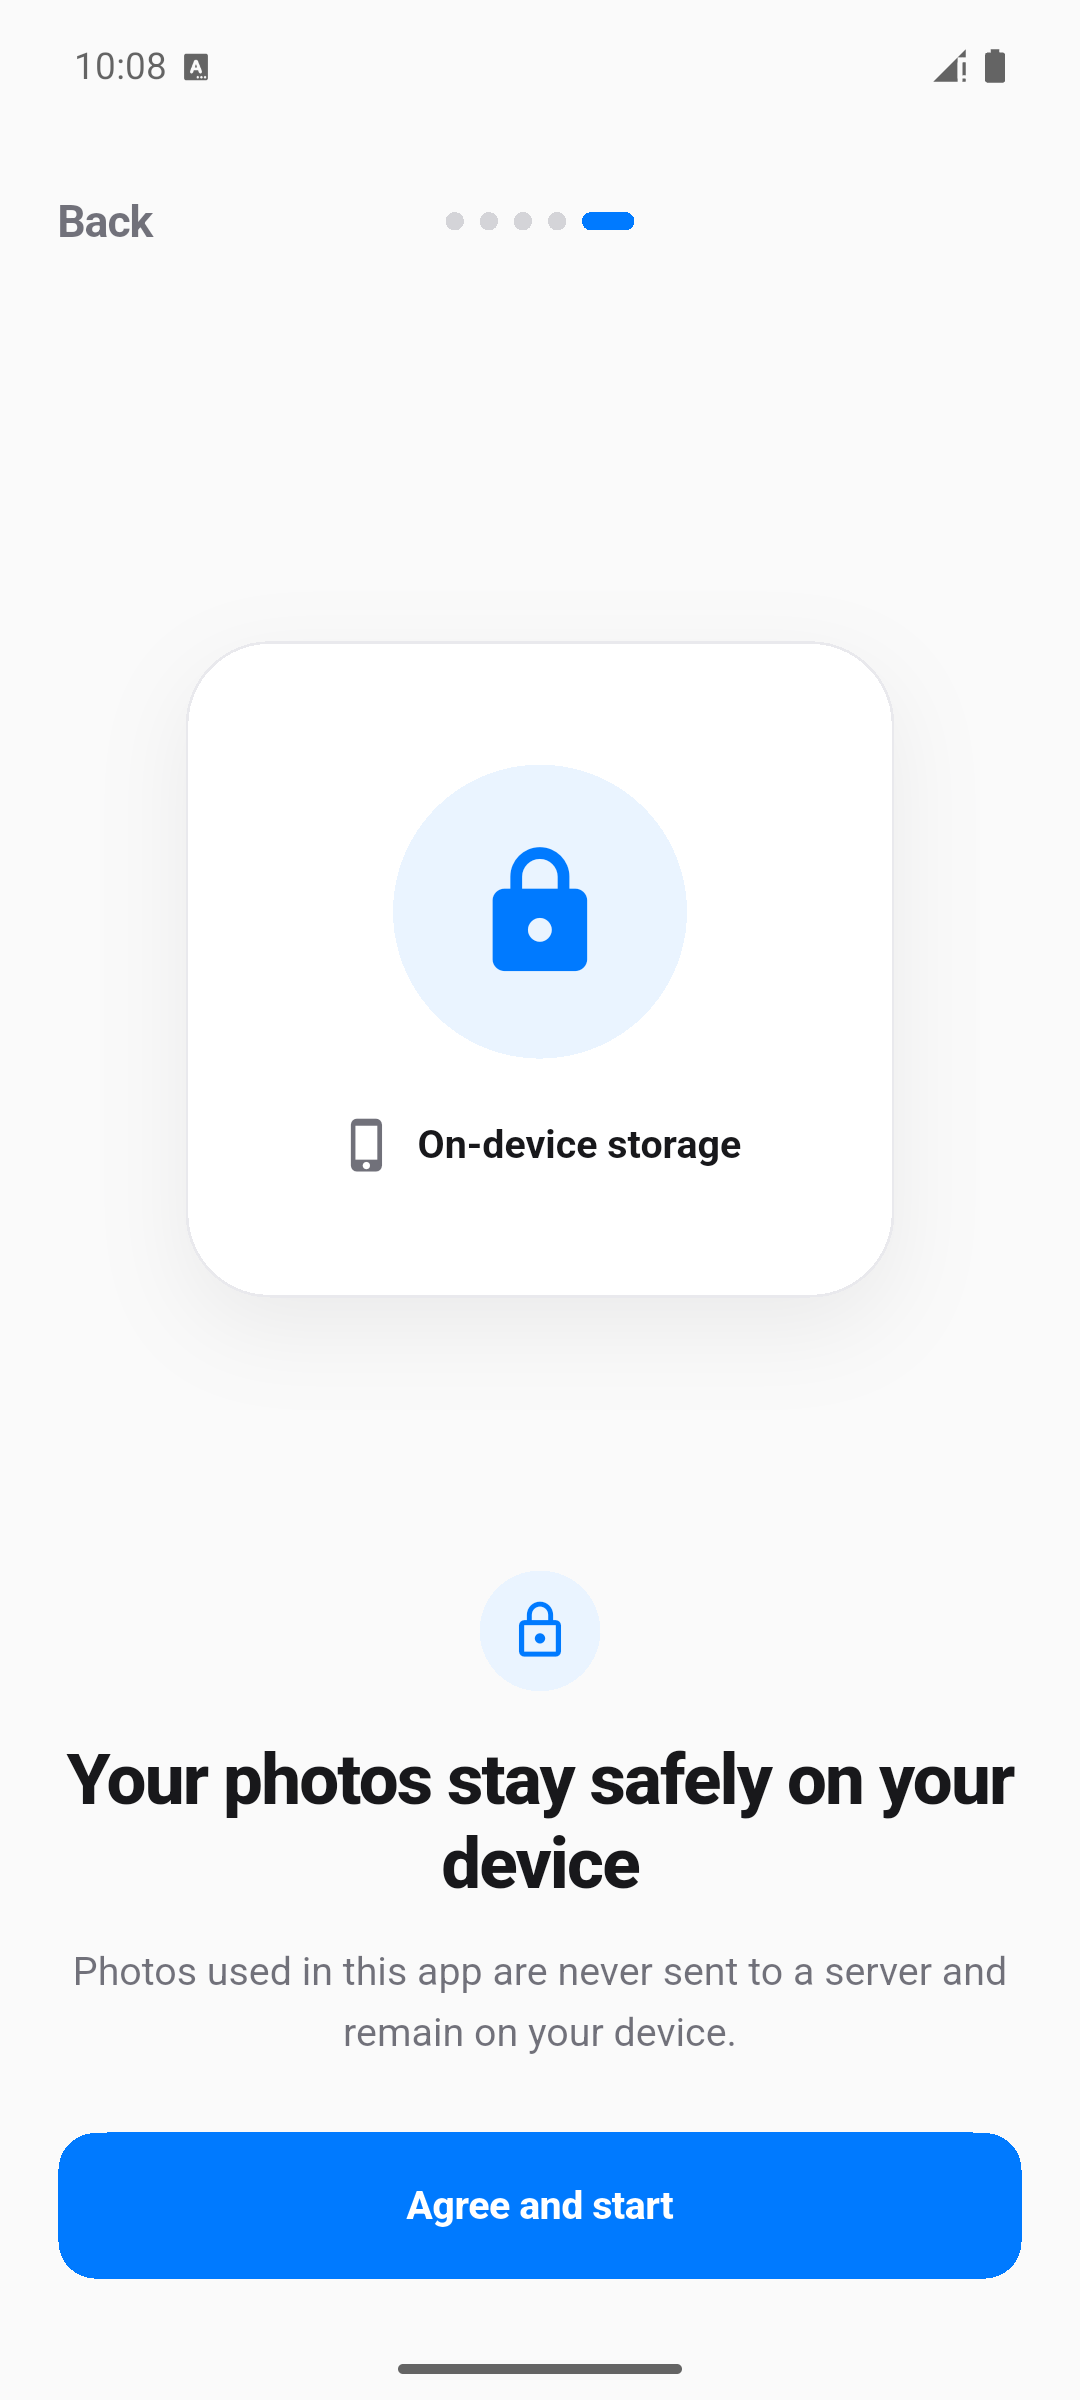 10:08
Back
On-device storage
Your photos stay safely on your
device
Photos used in this app are never sent to a server and
remain on your device.
Agree and start